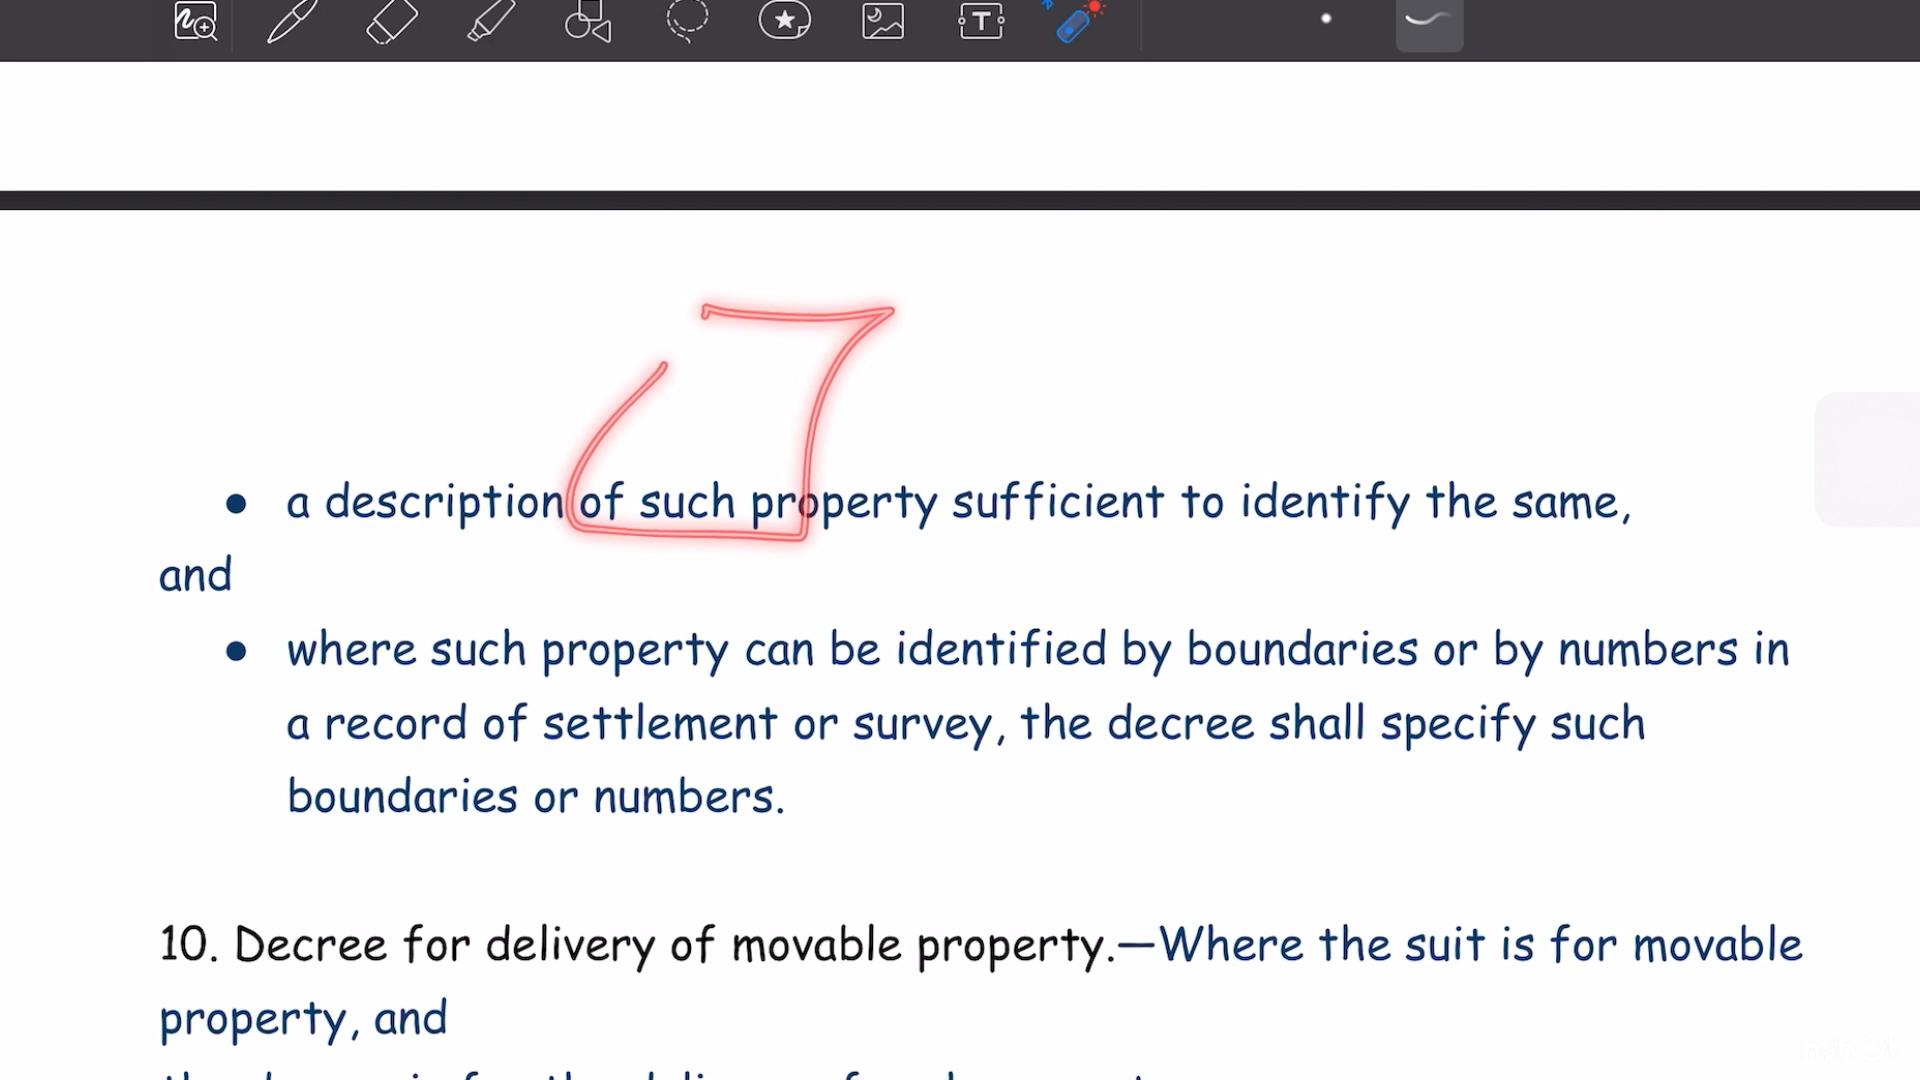 • a description of such property sufficient to identify the same,
and
• where such property can be identified by boundaries or by numbers in
a record of settlement or survey, the decree shall specify such
boundaries or numbers.
10. Decree for delivery of movable property.—Where the suit is for movable
property, and